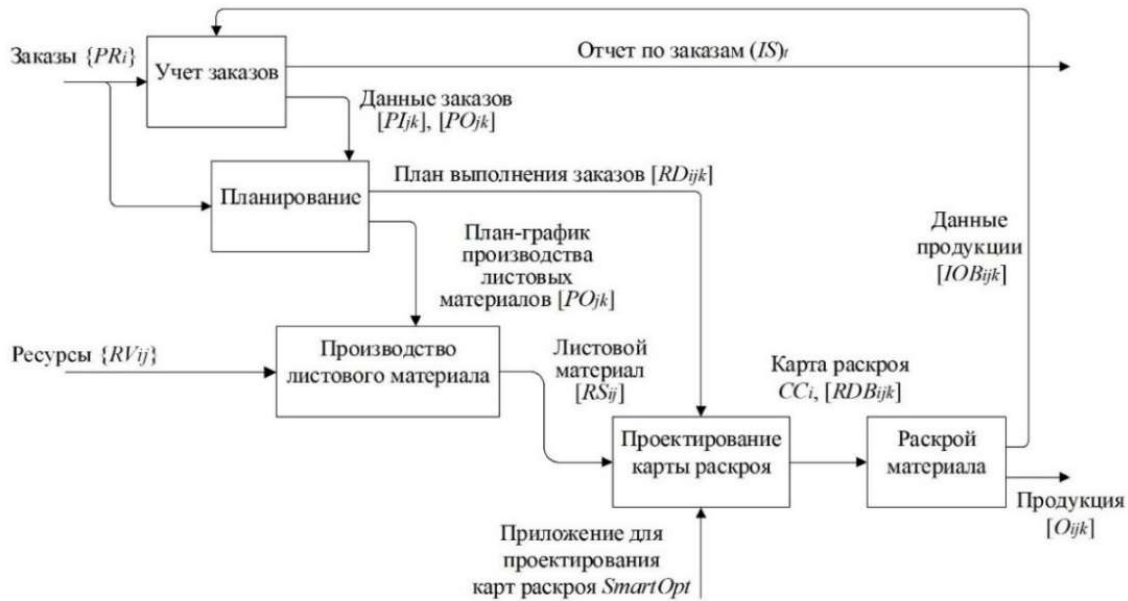 Заказы {PRi}
Учет заказов
Отчет по заказам (IS)t
Данные заказов
[PIjk], [POjk]
Планирование
План выполнения заказов [RDijk]
План-график
производства
листовых
материалов [POjk]
Данные
продукции
[IOBijk]
Ресурсы {RVij}
Производство
листового материала
Листовой
материал
[RSij]
Карта раскроя
CCi, [RDBijk]
Проектирование
карты раскроя
Раскрой
материала
Продукция
[Oijk]
Приложение для
проектирования
карт раскроя SmartOpt